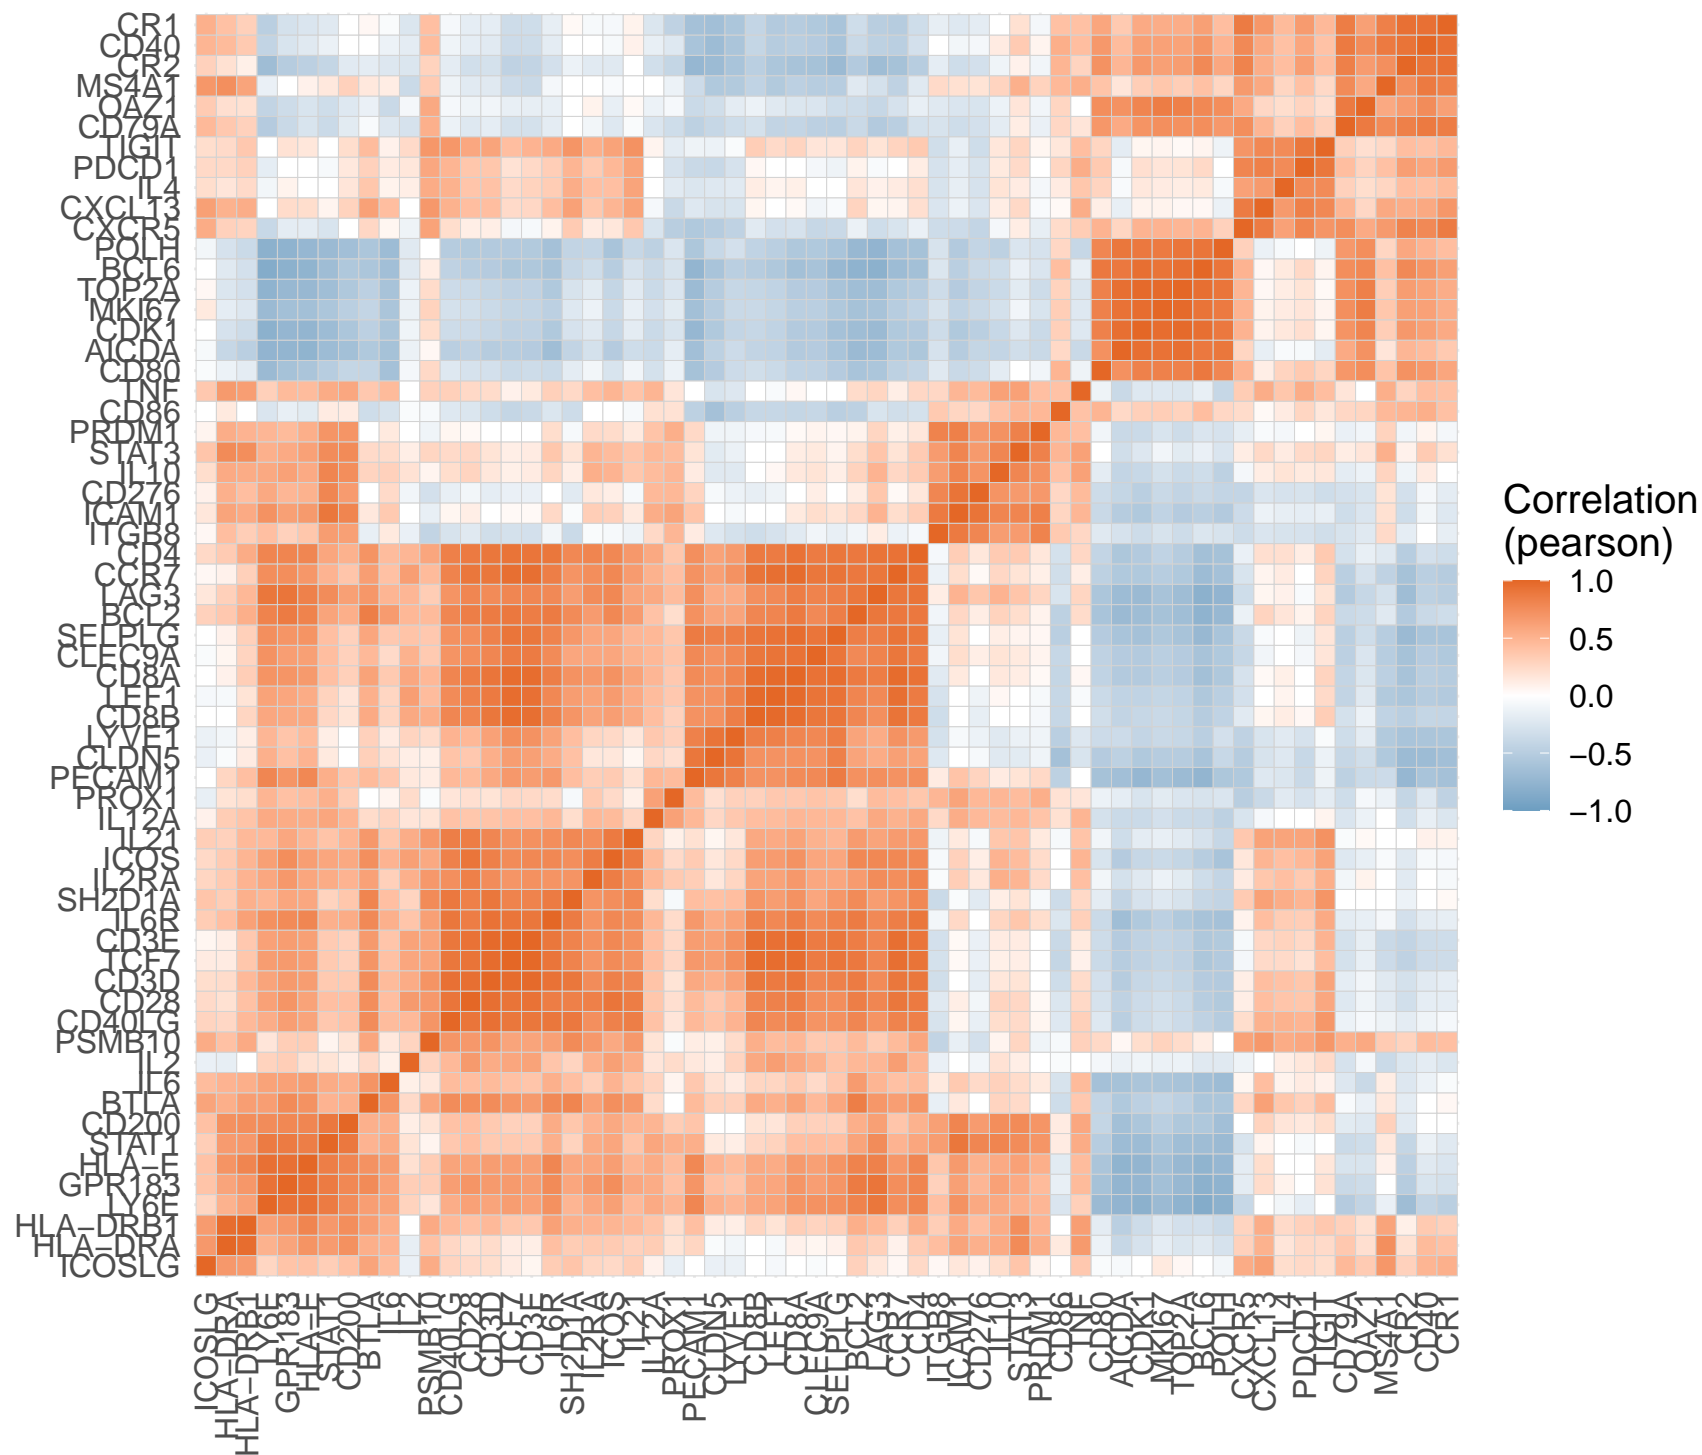 CR1
CD40
CR2
MS4A1
OAZ1
CD79A
TIGIT
PDCD1
IL4
CXCL13
CXCR5
POLH
BCL6
TOP2A
MKI67
CDK1
AICDA
CD80
TNF
CD86
PRDM1
STAT3
IL10
CD276
ICAM1
ITGB8
CD4
CCR7
LAG3
BCL2
SELPLG
CLEC9A
CD8A
LEF1
CD8B
LYVE1
CLDN5
PECAM1
PROX1
IL12A
IL21
ICOS
IL2RA
SH2D1A
IL6R
CD3E
TCF7
CD3D
CD28
CD40LG
PSMB10
IL2
IL6
BTLA
CD200
STAT1
HLA−E
GPR183
LY6E
HLA−DRB1
HLA−DRA
ICOSLG
ICOSLG
HLA−DRA
HLA−DRB1
LY6E
GPR183
HLA−E
STAT1
CD200
BTLA
IL6
IL2
PSMB10
CD40LG
CD28
CD3D
TCF7
CD3E
IL6R
SH2D1A
IL2RA
ICOS
IL21
IL12A
PROX1
PECAM1
CLDN5
LYVE1
CD8B
LEF1
CD8A
CLEC9A
SELPLG
BCL2
LAG3
CCR7
CD4
ITGB8
ICAM1
CD276
IL10
STAT3
PRDM1
CD86
TNF
CD80
AICDA
CDK1
MKI67
TOP2A
BCL6
POLH
CXCR5
CXCL13
IL4
PDCD1
TIGIT
CD79A
OAZ1
MS4A1
CR2
CD40
CR1
Correlation
(pearson)
1.0
0.5
0.0
−0.5
−1.0